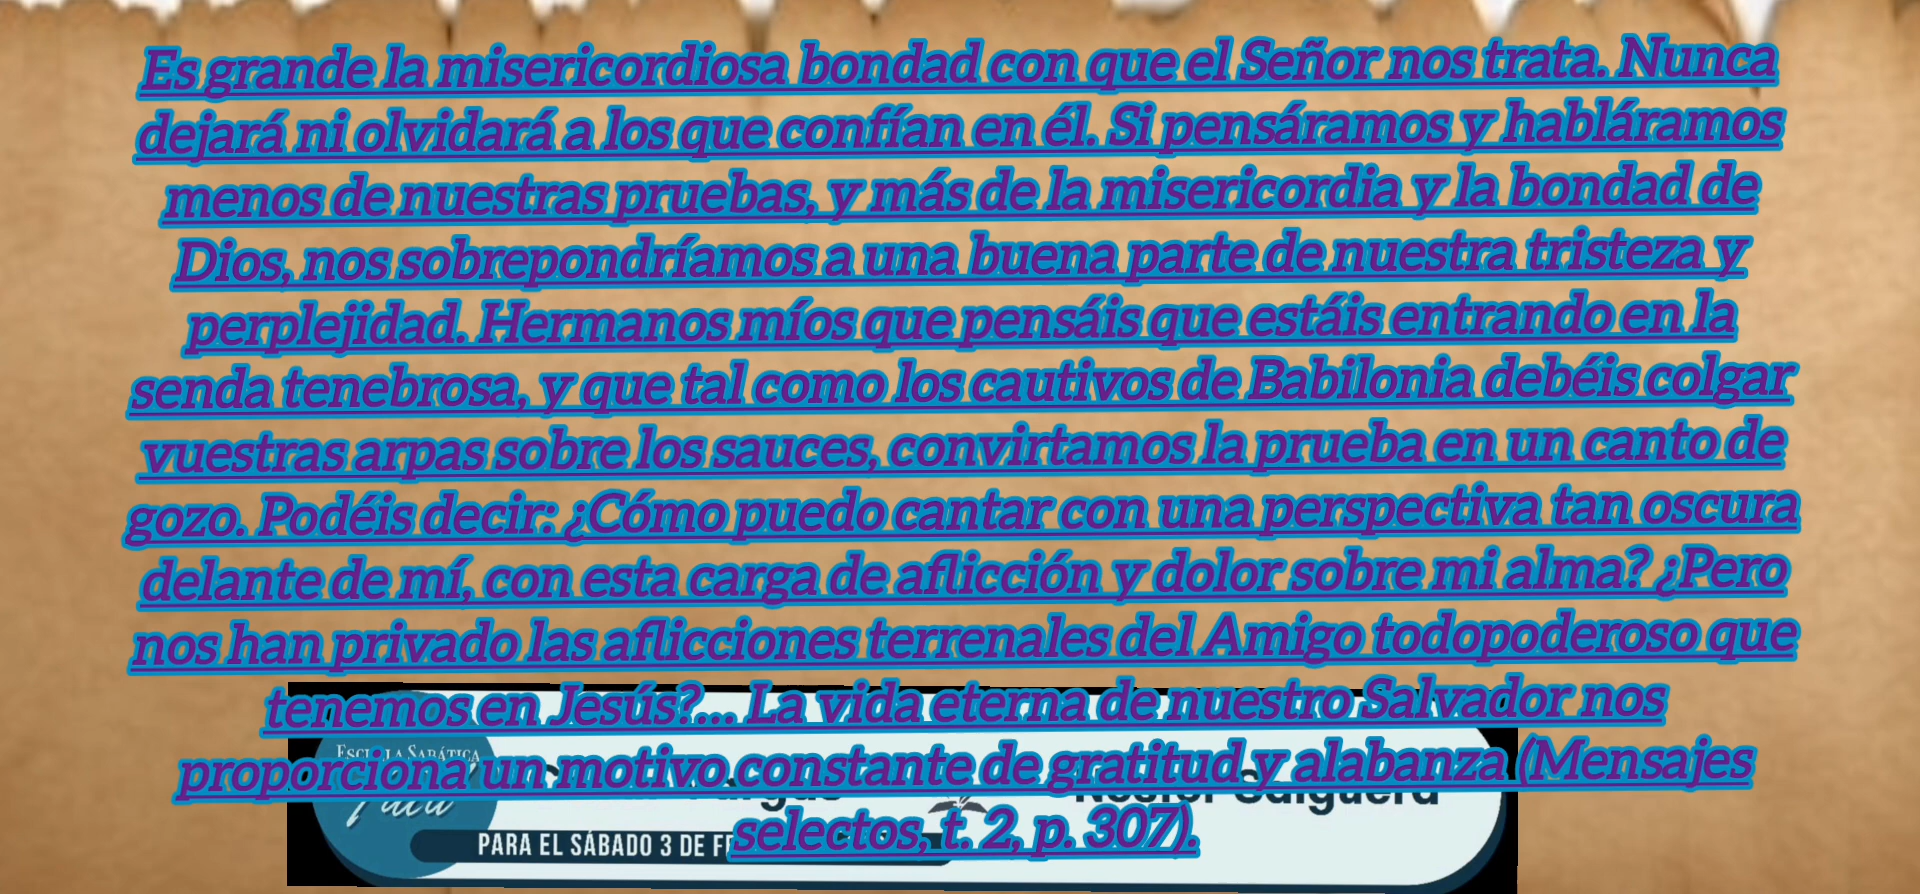 Es grande la misericordiosa bondad con que el Señor nos trata. Nunca
dejará ni olvidará a los que confían en él. Si pensáramos y habláramos
menos de nuestras pruebas, y más de la misericordia y la bondad de
Dios, nos sobrepondríamos a una buena parte de nuestra tristeza y
perplejidad. Hermanos míos que pensáis que estáis entrando en la
senda tenebrosa, y que tal como los cautivos de Babilonia debéis colgar
vuestras arpas sobre los sauces, convirtamos la prueba en un canto de
gozo. Podéis decir: ¿Cómo puedo cantar con una perspectiva tan oscura
delante de mí, con esta carga de aflicción y dolor sobre mi alma? ¿Pero
nos han privado las aflicciones terrenales del Amigo todopoderoso que
tenemos en Jesús?... La vida eterna de nuestro Salvador nos
proporciona un motivo constante de gratitud y alabanza (Mensajes
selectos, t. 2, p. 307).
Escuela Sabática
PARA EL SÁBADO 3 DE